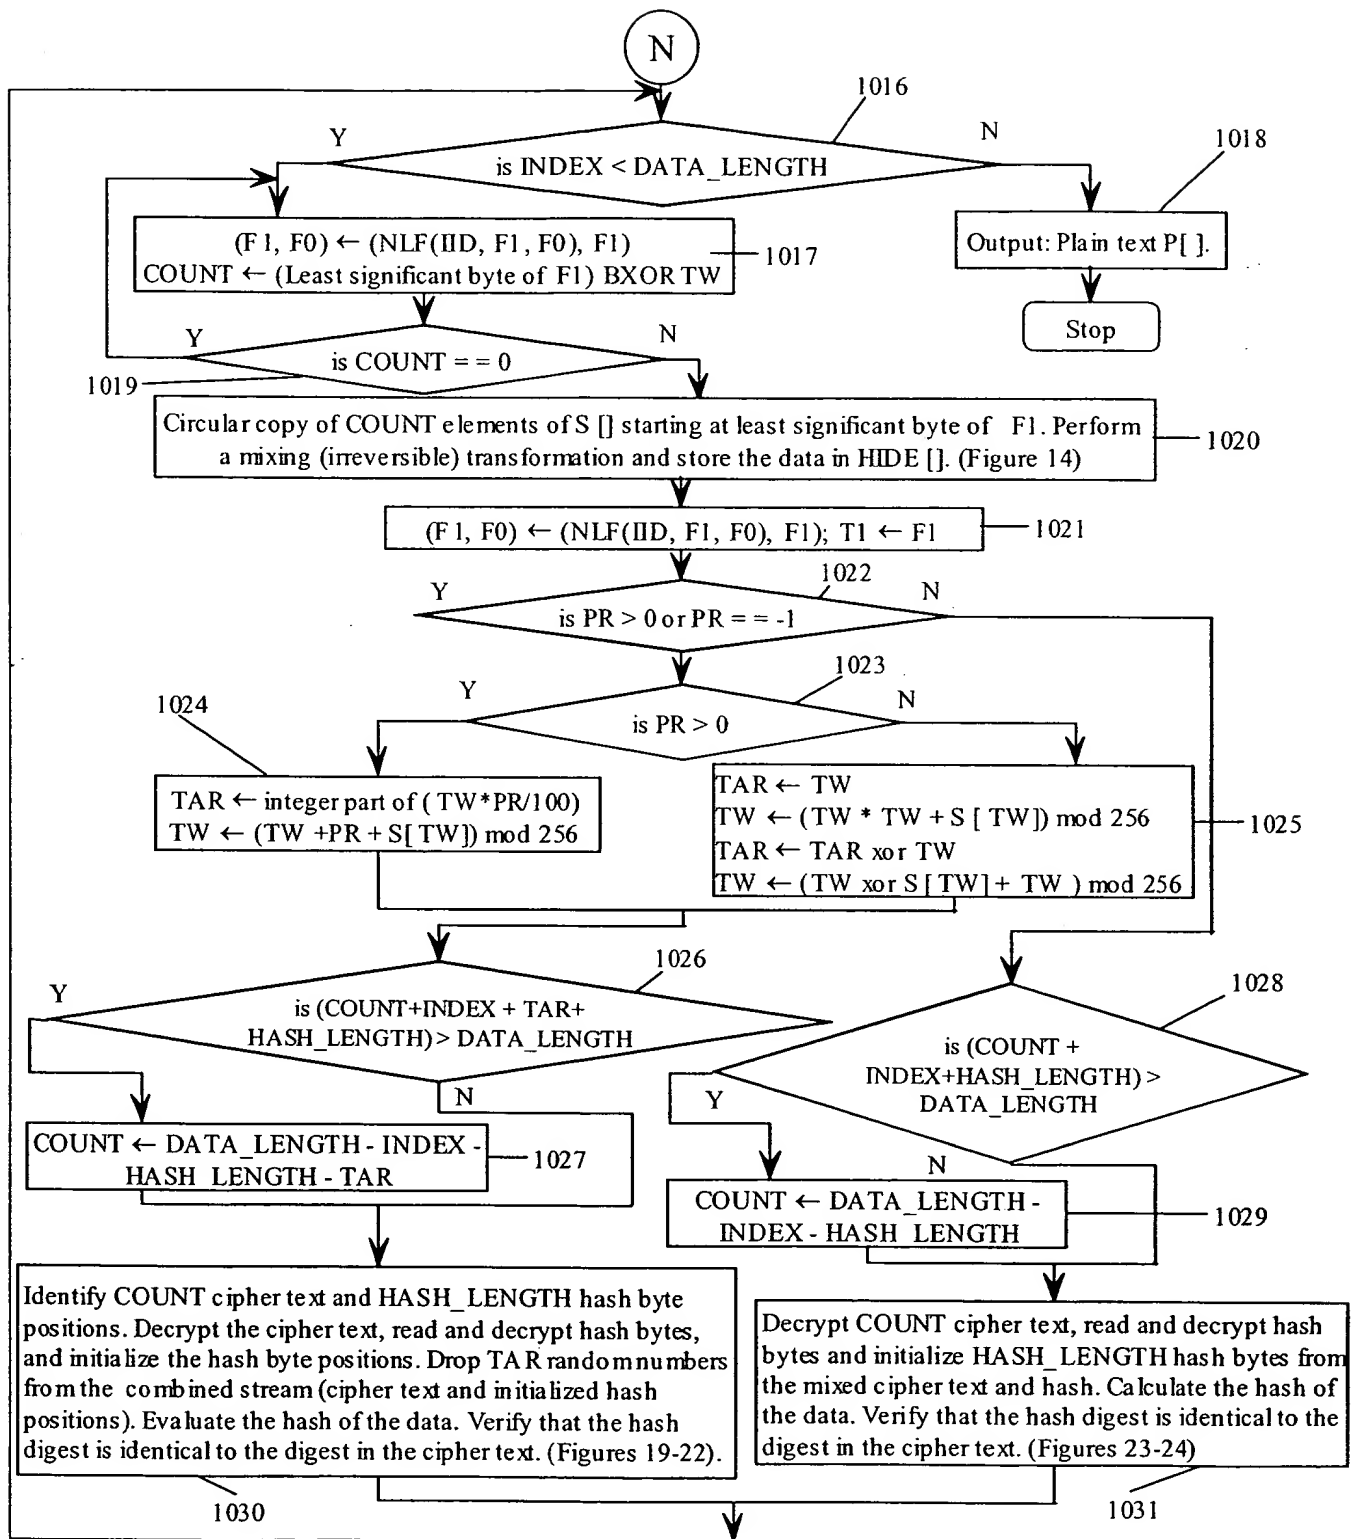 N
1016
Y
N
1018
is INDEX < DATA_LENGTH
(F1, F0) ← (NLF(IID, F1, F0), F1)
COUNT ← (Least significant byte of F1) BXOR TW
1017
Output: Plain text P[ ].
Stop
Y
N
is COUNT = = 0
1019
Circular copy of COUNT elements of S [] starting at least significant byte of F1. Perform
a mixing (irreversible) transformation and store the data in HIDE []. (Figure 14)
1020
(F1, F0) ← (NLF(IID, F1, F0), F1); T1 ← F1
1021
1022
Y
N
is PR > 0 or PR = = -1
1023
Y
N
1024
is PR > 0
TAR ← integer part of ( TW*PR/100)
TW ← (TW +PR + S[ TW]) mod 256
TAR ← TW
TW ← (TW * TW + S [ TW]) mod 256
TAR ← TAR xor TW
TW ← (TW xor S [ TW] + TW ) mod 256
1025
1026
Y
is (COUNT+INDEX + TAR+
HASH_LENGTH) > DATA_LENGTH
N
1028
is (COUNT +
INDEX+HASH_LENGTH) >
DATA_LENGTH
Y
N
COUNT ← DATA_LENGTH - INDEX -
HASH_LENGTH - TAR
1027
COUNT ← DATA_LENGTH -
INDEX - HASH_LENGTH
1029
Identify COUNT cipher text and HASH_LENGTH hash byte
positions. Decrypt the cipher text, read and decrypt hash bytes,
and initialize the hash byte positions. Drop TAR random numbers
from the combined stream (cipher text and initialized hash
positions). Evaluate the hash of the data. Verify that the hash
digest is identical to the digest in the cipher text. (Figures 19-22).
1030
Decrypt COUNT cipher text, read and decrypt hash
bytes and initialize HASH_LENGTH hash bytes from
the mixed cipher text and hash. Calculate the hash of
the data. Verify that the hash digest is identical to the
digest in the cipher text. (Figures 23-24)
1031